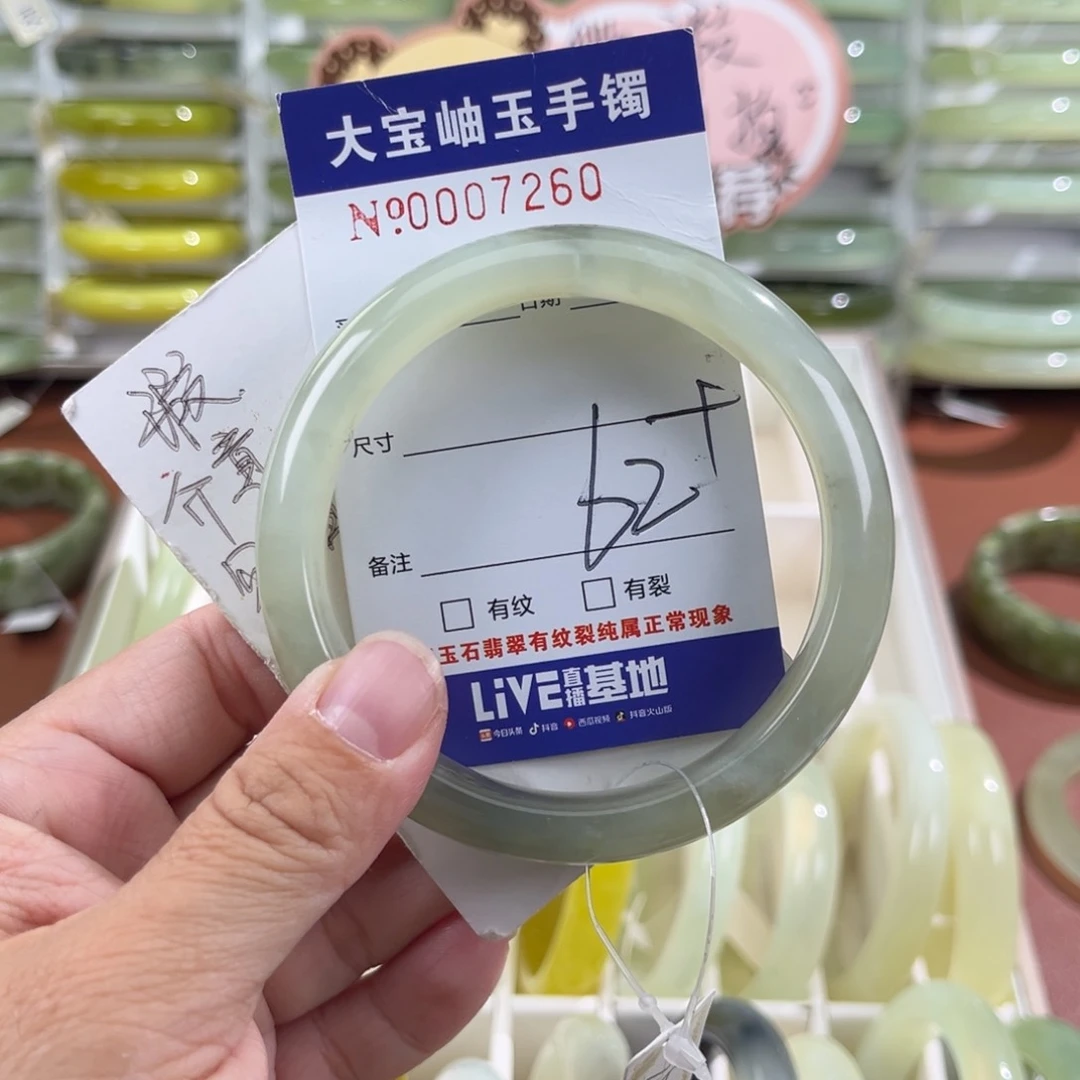 大宝岫玉手镯
№0007260
日期
尺寸
62
备注
有纹 有裂
玉石翡翠有纹裂纯属正常现象
LiVE直播基地
今日头条 抖音 西瓜视频 抖音火山版
荐